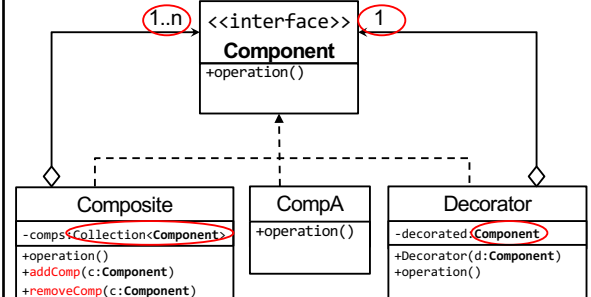 1..n
<<interface>>
1
Component
+operation()
Composite
-comps:Collection<Component>
+operation()
+addComp(c:Component)
+removeComp(c:Component)
CompA
+operation()
Decorator
-decorated:Component
+Decorator(d:Component)
+operation()